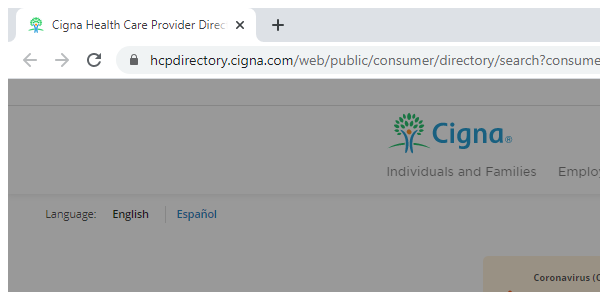 Cigna Health Care Provider Direc
hcpdirectory.cigna.com/web/public/consumer/directory/search?consume
Cigna®
Individuals and Families Employ
Language: English Español
Coronavirus (C